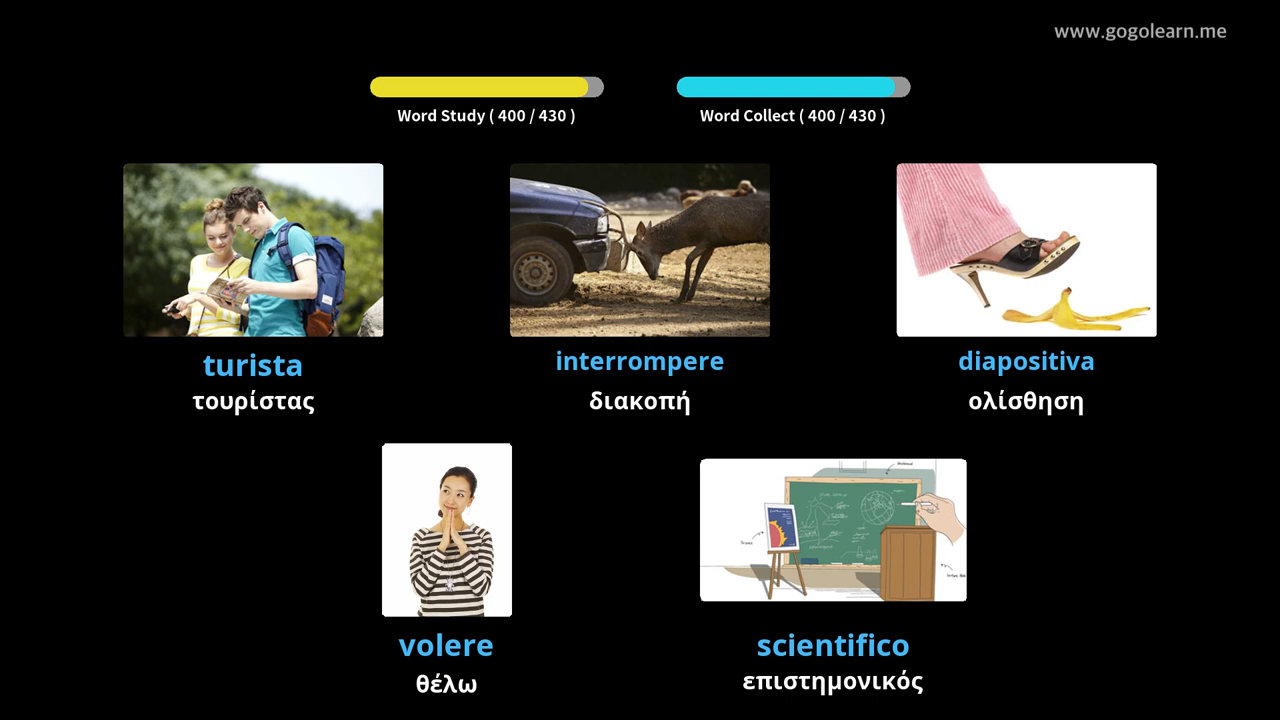 www.gogolearn.me
Word Study ( 400 / 430 )
Word Collect ( 400 / 430 )
turista
interrompere
diapositiva
τουρίστας
διακοπή
ολίσθηση
volere
scientifico
θέλω
επιστημονικός